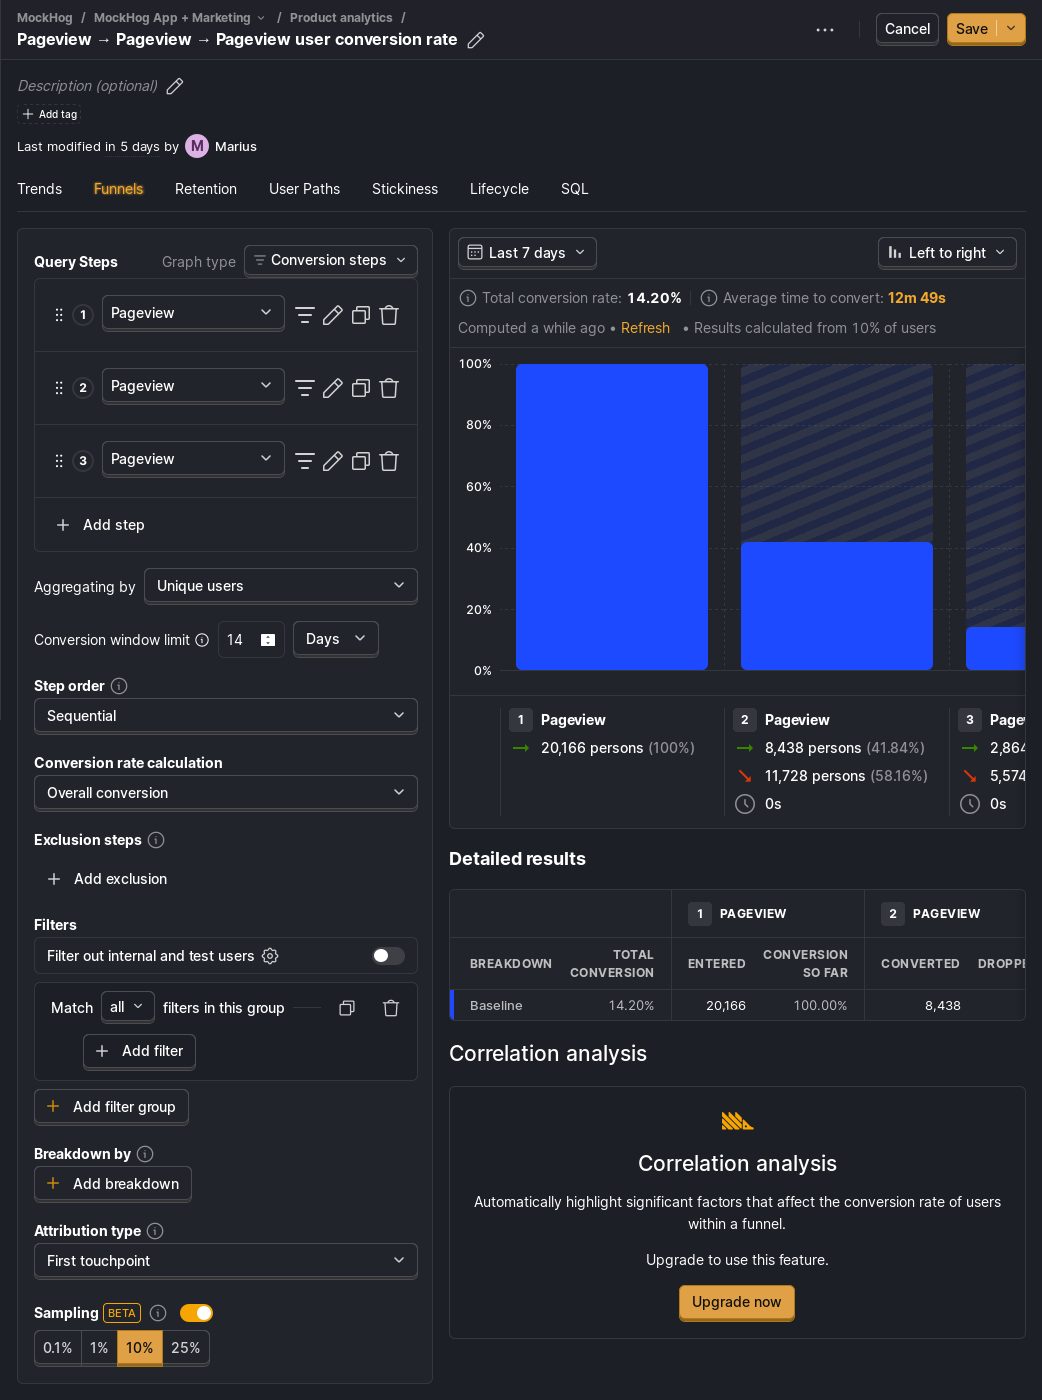 MockHog / MockHog App + Marketing / Product analytics /
Pageview → Pageview → Pageview user conversion rate
Cancel
Save
Description (optional)
Add tag
Last modified in 5 days by M Marius
Trends Funnels Retention User Paths Stickiness Lifecycle SQL
Query Steps
Graph type Conversion steps
1 Pageview
2 Pageview
3 Pageview
Add step
Aggregating by Unique users
Conversion window limit 14 Days
Step order
Sequential
Conversion rate calculation
Overall conversion
Exclusion steps
Add exclusion
Filters
Filter out internal and test users
Match all filters in this group
Add filter
Add filter group
Breakdown by
Add breakdown
Attribution type
First touchpoint
Sampling BETA
0.1% 1% 10% 25%
Last 7 days
Left to right
Total conversion rate: 14.20% Average time to convert: 12m 49s
Computed a while ago • Refresh • Results calculated from 10% of users
100%
80%
60%
40%
20%
0%
1 Pageview
20,166 persons (100%)
2 Pageview
8,438 persons (41.84%)
11,728 persons (58.16%)
0s
3 Pagev
2,864
5,574
0s
Detailed results
1 PAGEVIEW 2 PAGEVIEW
BREAKDOWN TOTAL CONVERSION ENTERED CONVERSION SO FAR CONVERTED DROPPE
Baseline 14.20% 20,166 100.00% 8,438
Correlation analysis
Correlation analysis
Automatically highlight significant factors that affect the conversion rate of users
within a funnel.
Upgrade to use this feature.
Upgrade now